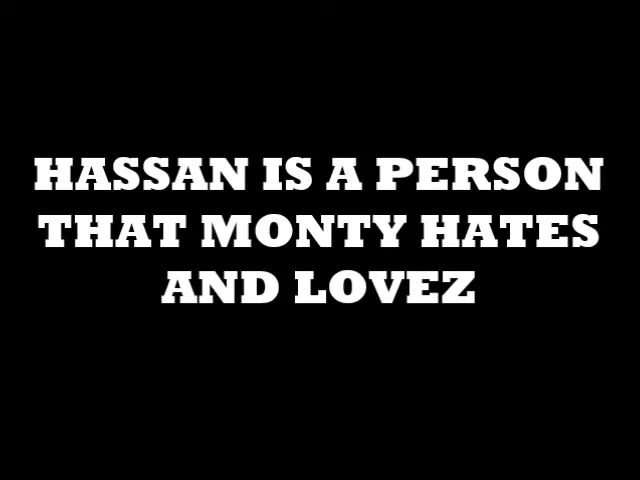 HASSAN IS A PERSON
THAT MONTY HATES
AND LOVEZ